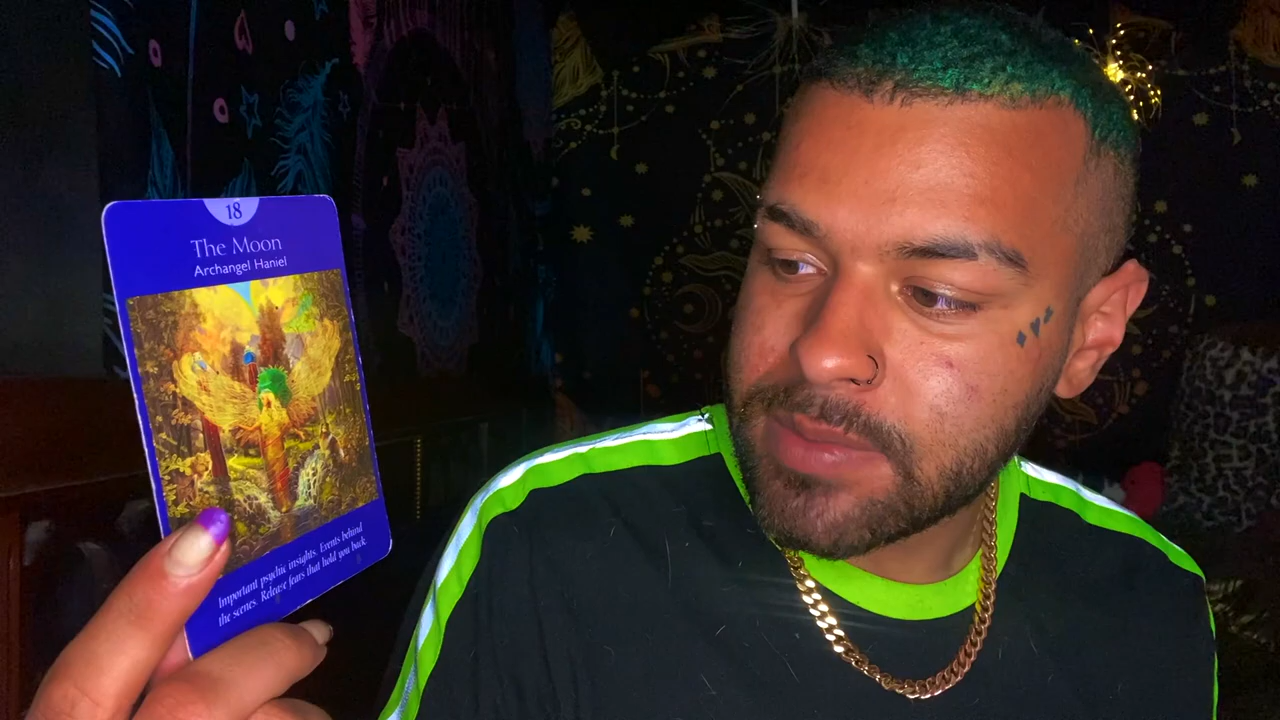 18
The Moon
Archangel Haniel
Important psychic insights. Events behind
the scenes. Release fears that hold you back